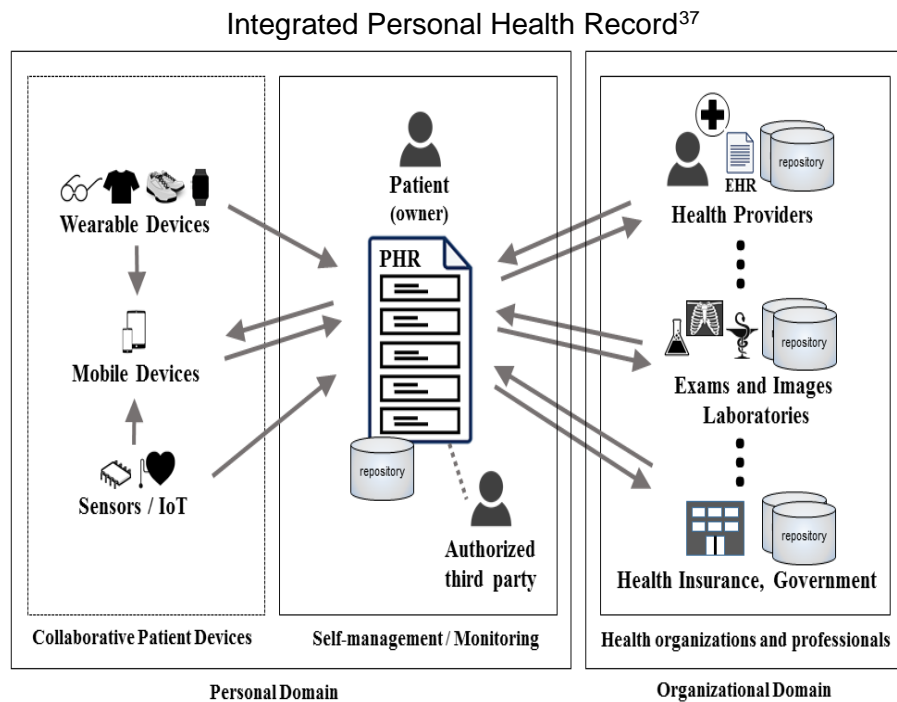 Integrated Personal Health Record37
Wearable Devices
Mobile Devices
Sensors / IoT
Collaborative Patient Devices
Patient
(owner)
PHR
repository
Authorized
third party
Self-management / Monitoring
Personal Domain
EHR
repository
Health Providers
repository
Exams and Images
Laboratories
repository
Health Insurance, Government
Health organizations and professionals
Organizational Domain